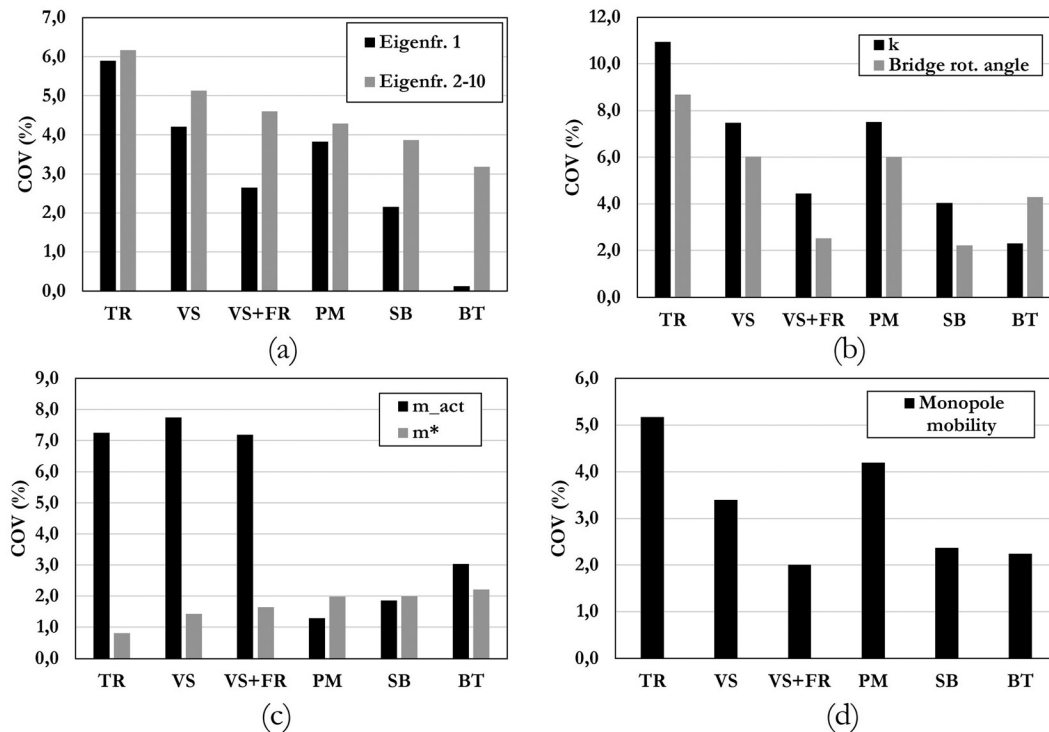 7,0
6,0
5,0
4,0
3,0
2,0
1,0
0,0
COV (%)
Eigenfr. 1
Eigenfr. 2-10
TR VS VS+FR PM SB BT
(a)
12,0
10,0
8,0
6,0
4,0
2,0
0,0
COV (%)
k
Bridge rot. angle
TR VS VS+FR PM SB BT
(b)
9,0
8,0
7,0
6,0
5,0
4,0
3,0
2,0
1,0
0,0
COV (%)
m_act
m*
TR VS VS+FR PM SB BT
(c)
6,0
5,0
4,0
3,0
2,0
1,0
0,0
COV (%)
Monopole
mobility
TR VS VS+FR PM SB BT
(d)